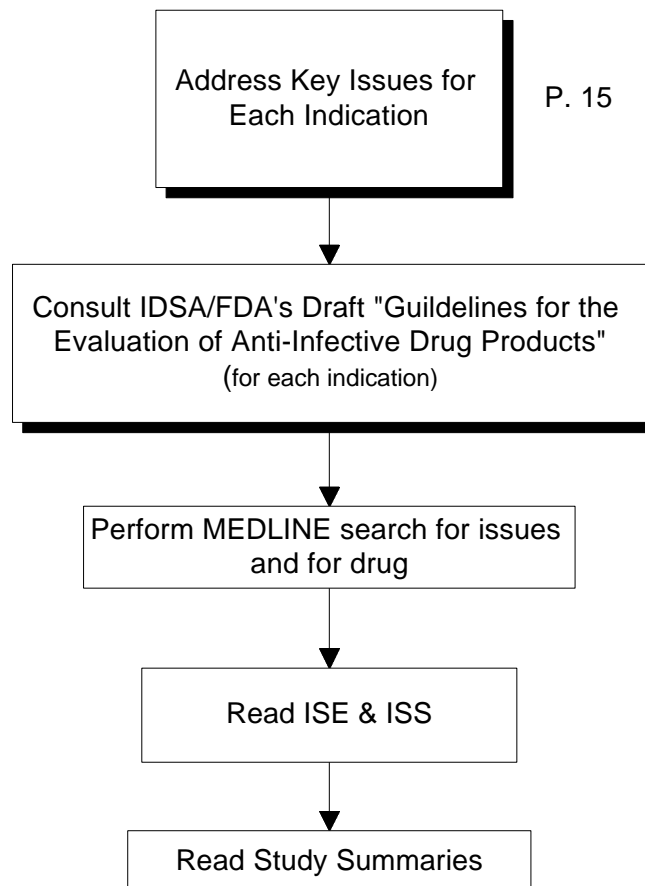 Address Key Issues for
Each Indication
P. 15
Consult IDSA/FDA's Draft "Guildelines for the
Evaluation of Anti-Infective Drug Products"
(for each indication)
Perform MEDLINE search for issues
and for drug
Read ISE & ISS
Read Study Summaries